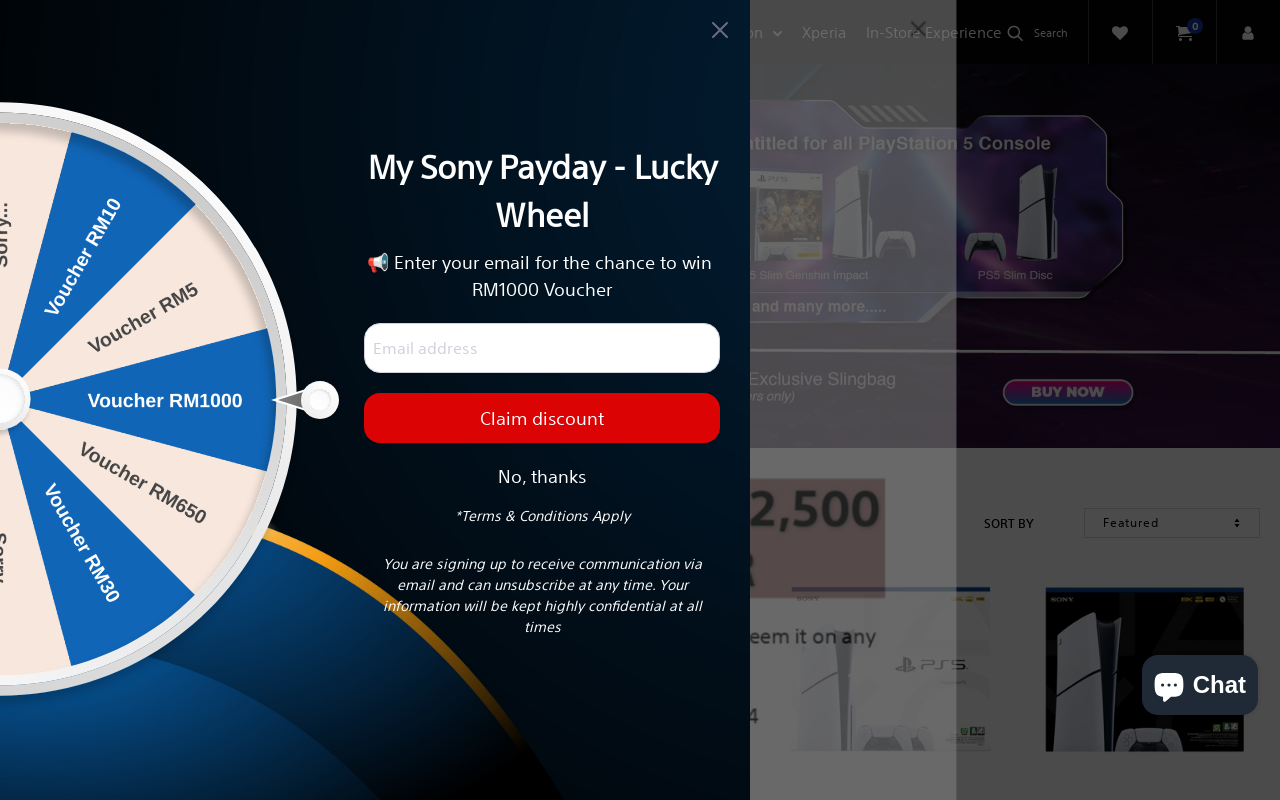 on
Xperia
In-Store Experience
Search
0
ntitled for all PlayStation 5 Console
Slim Genshin Impact
PS5 Slim Disc
and many more.....
Exclusive Slingbag
BUY NOW
My Sony Payday - Lucky
Wheel
📢 Enter your email for the chance to win
RM1000 Voucher
Email address
Claim discount
No, thanks
*Terms & Conditions Apply
You are signing up to receive communication via
email and can unsubscribe at any time. Your
information will be kept highly confidential at all
times
Sorry...
Voucher RM10
Voucher RM5
Voucher RM1000
Voucher RM650
Voucher RM30
Sorry
2,500
R
SORT BY
Featured
eem it on any
4
SONY
PS5
SONY
Chat